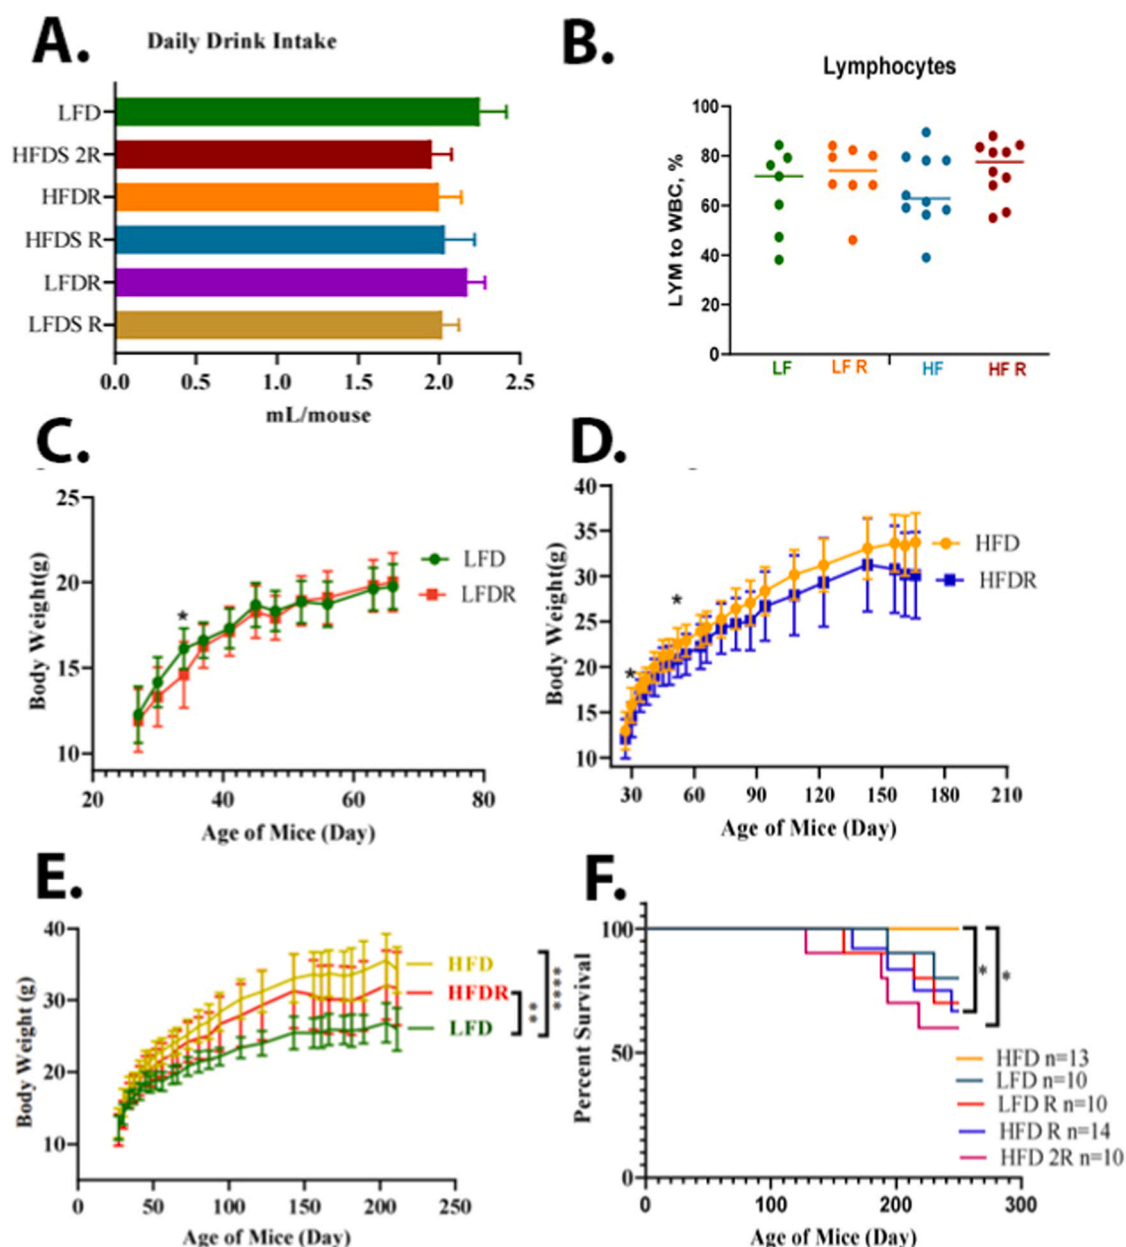 A.
Daily Drink Intake
LFD
HFDS 2R
HFDR
HFDS R
LFDR
LFDS R
0.0 0.5 1.0 1.5 2.0 2.5
mL/mouse
B.
Lymphocytes
LYM to WBC, %
100
80
60
40
20
0
LF LF R HF HF R
C.
Body Weight(g)
25
20
15
10
*
LFD
LFDR
20 40 60 80
Age of Mice (Day)
D.
Body Weight(g)
40
35
30
25
20
15
10
*
*
HFD
HFDR
30 60 90 120 150 180 210
Age of Mice (Day)
E.
Body Weight (g)
40
30
20
10
HFD
HFDR
LFD
**
****
0 50 100 150 200 250
Age of Mice (Day)
F.
Percent Survival
100
50
0
*
*
HFD n=13
LFD n=10
LFD R n=10
HFD R n=14
HFD 2R n=10
0 100 200 300
Age of Mice (Day)